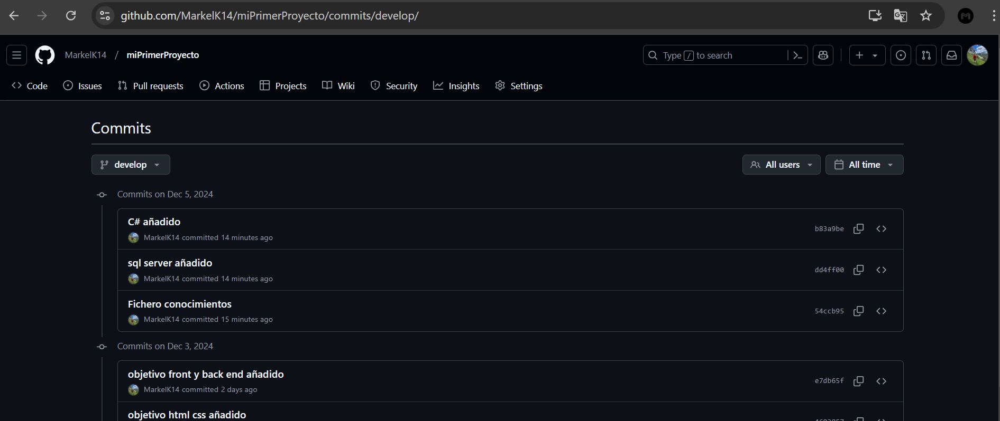 github.com/MarkelK14/miPrimerProyecto/commits/develop/
MarkelK14 / miPrimerProyecto
Type / to search
Code Issues Pull requests Actions Projects Wiki Security Insights Settings
Commits
develop All users All time
Commits on Dec 5, 2024
C# añadido
MarkelK14 committed 14 minutes ago
b83a9be
sql server añadido
MarkelK14 committed 14 minutes ago
dd4ff00
Fichero conocimientos
MarkelK14 committed 15 minutes ago
54ccb95
Commits on Dec 3, 2024
objetivo front y back end añadido
MarkelK14 committed 2 days ago
e7db65f
objetivo html css añadido